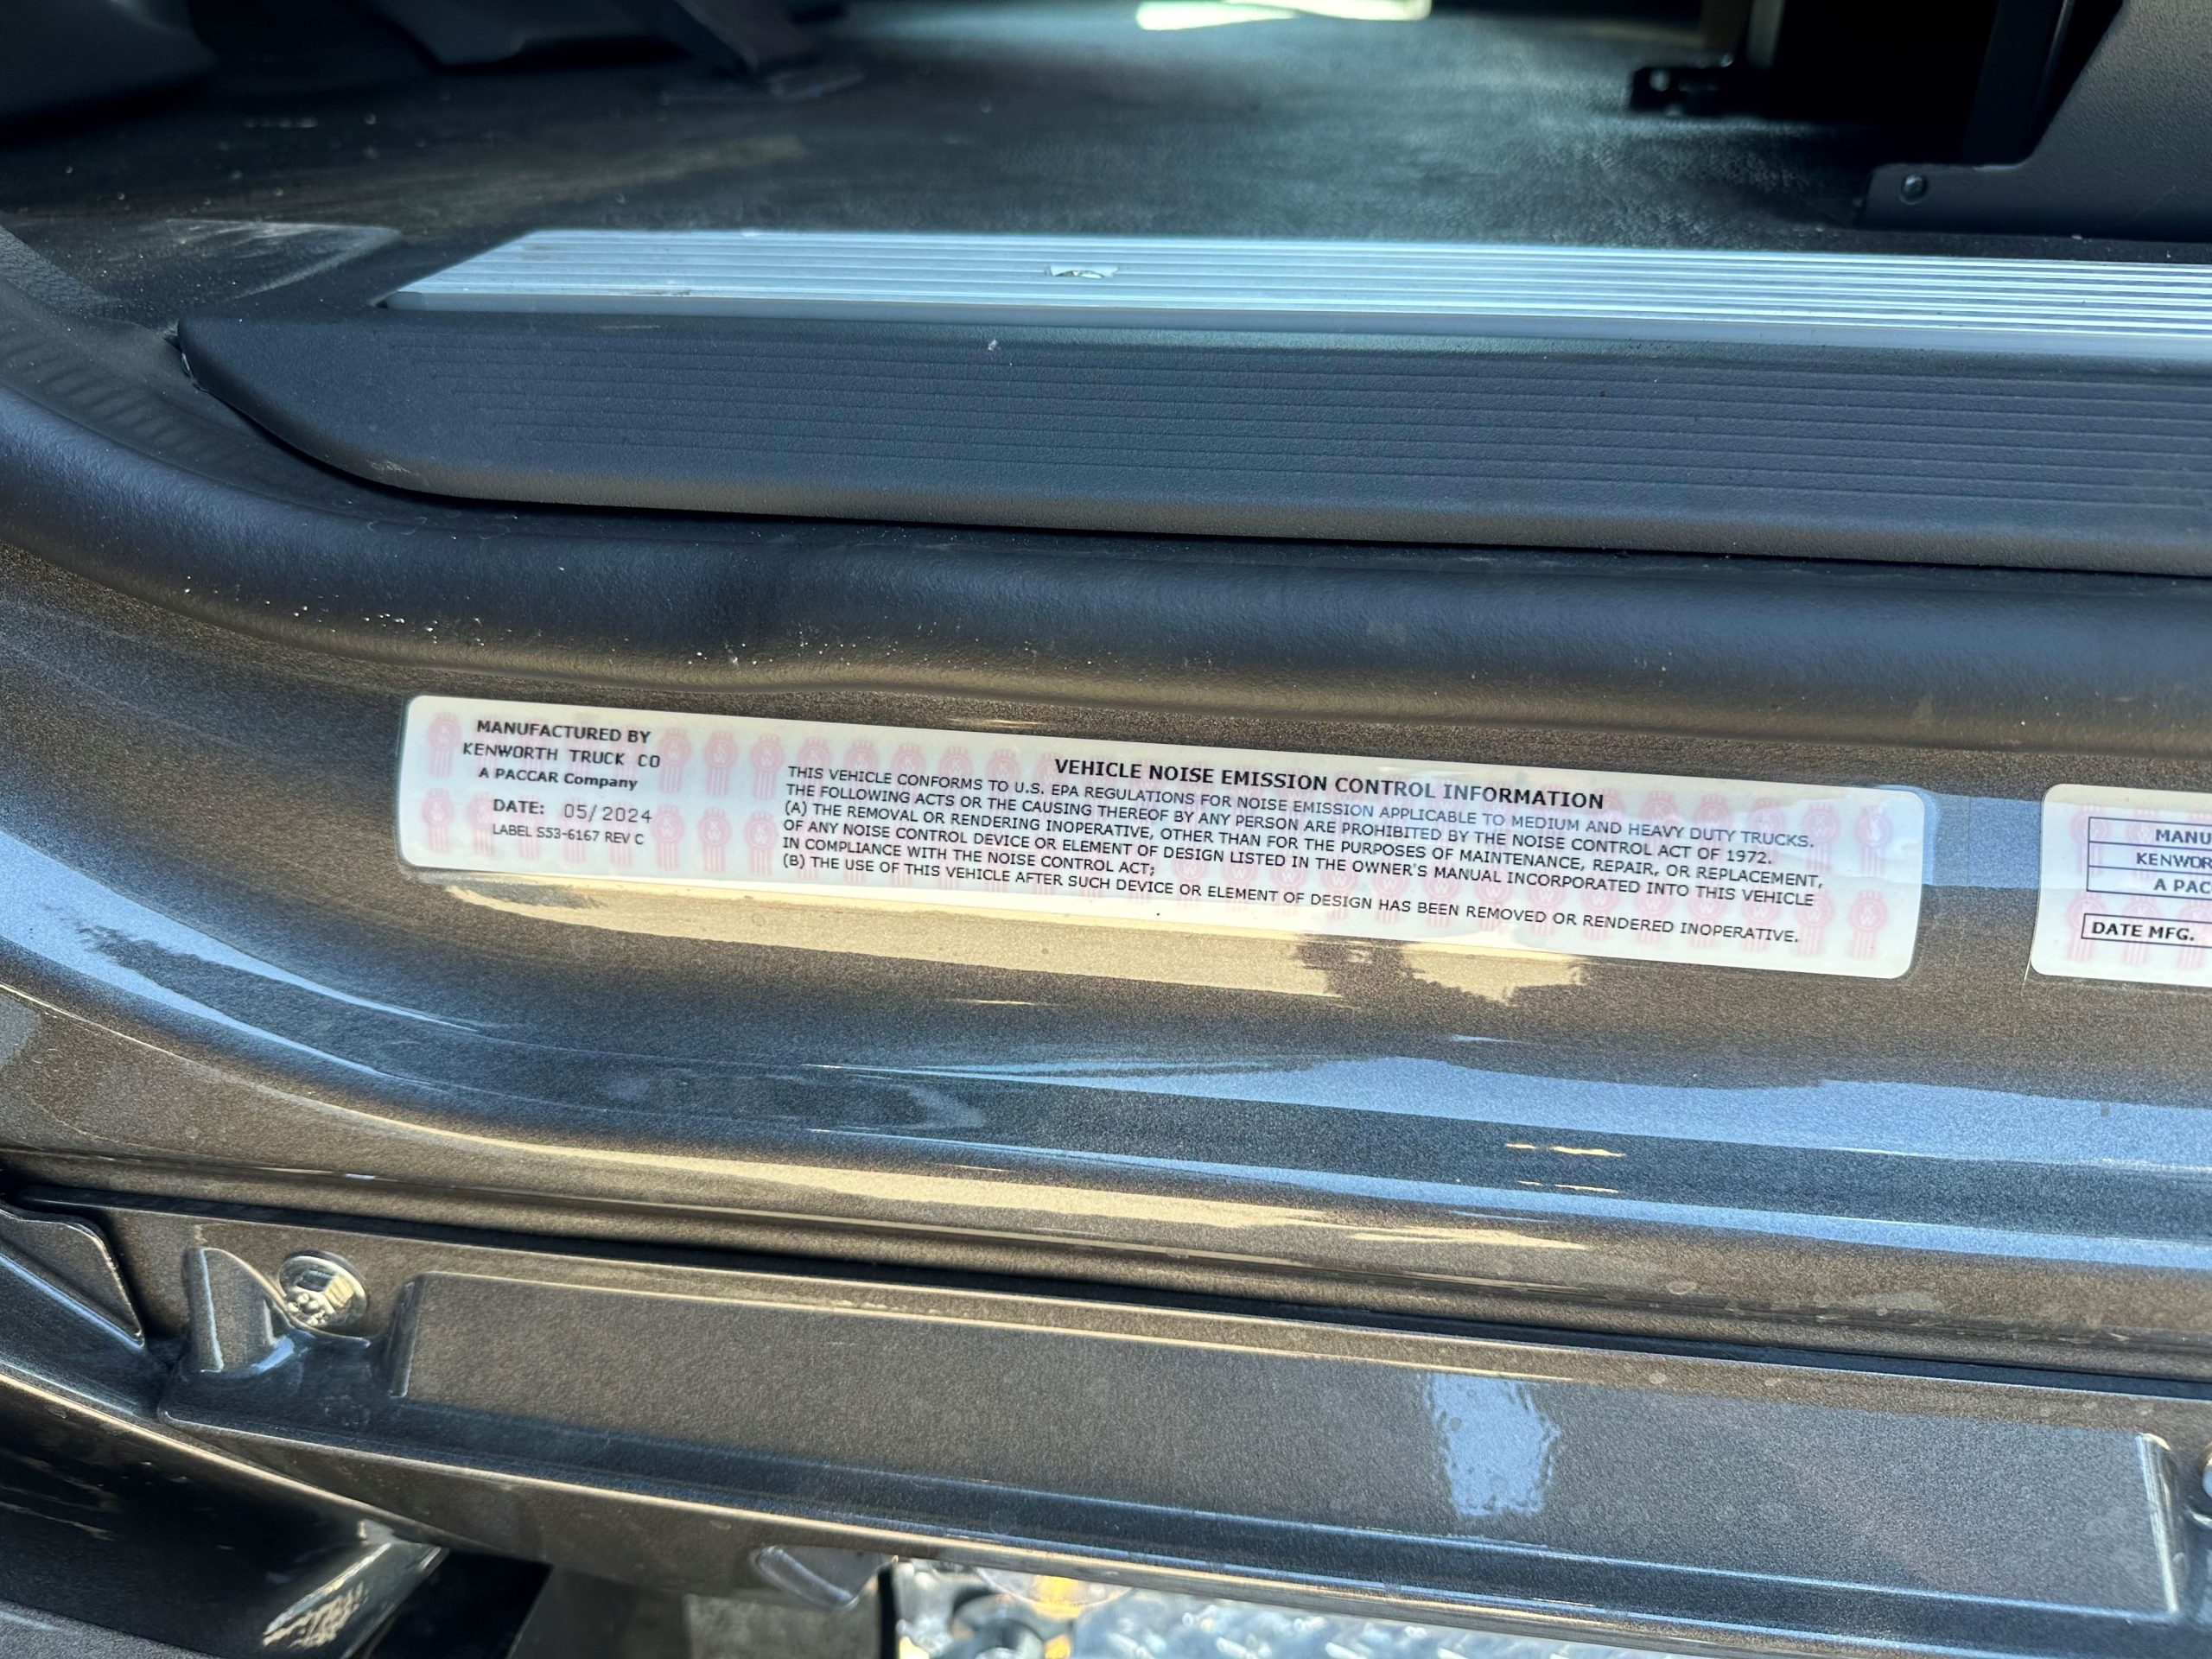 MANUFACTURED BY
KENWORTH TRUCK CO
A PACCAR Company
DATE: 05/2024
LABEL S53-6167 REV C
VEHICLE NOISE EMISSION CONTROL INFORMATION
THIS VEHICLE CONFORMS TO U.S. EPA REGULATIONS FOR NOISE EMISSION APPLICABLE TO MEDIUM AND HEAVY DUTY TRUCKS.
THE FOLLOWING ACTS OR THE CAUSING THEREOF BY ANY PERSON ARE PROHIBITED BY THE NOISE CONTROL ACT OF 1972.
(A) THE REMOVAL OR RENDERING INOPERATIVE, OTHER THAN FOR THE PURPOSES OF MAINTENANCE, REPAIR, OR REPLACEMENT,
OF ANY NOISE CONTROL DEVICE OR ELEMENT OF DESIGN LISTED IN THE OWNER'S MANUAL INCORPORATED INTO THIS VEHICLE
IN COMPLIANCE WITH THE NOISE CONTROL ACT;
(B) THE USE OF THIS VEHICLE AFTER SUCH DEVICE OR ELEMENT OF DESIGN HAS BEEN REMOVED OR RENDERED INOPERATIVE.
MANU
KENWOR
A PAC
DATE MFG.